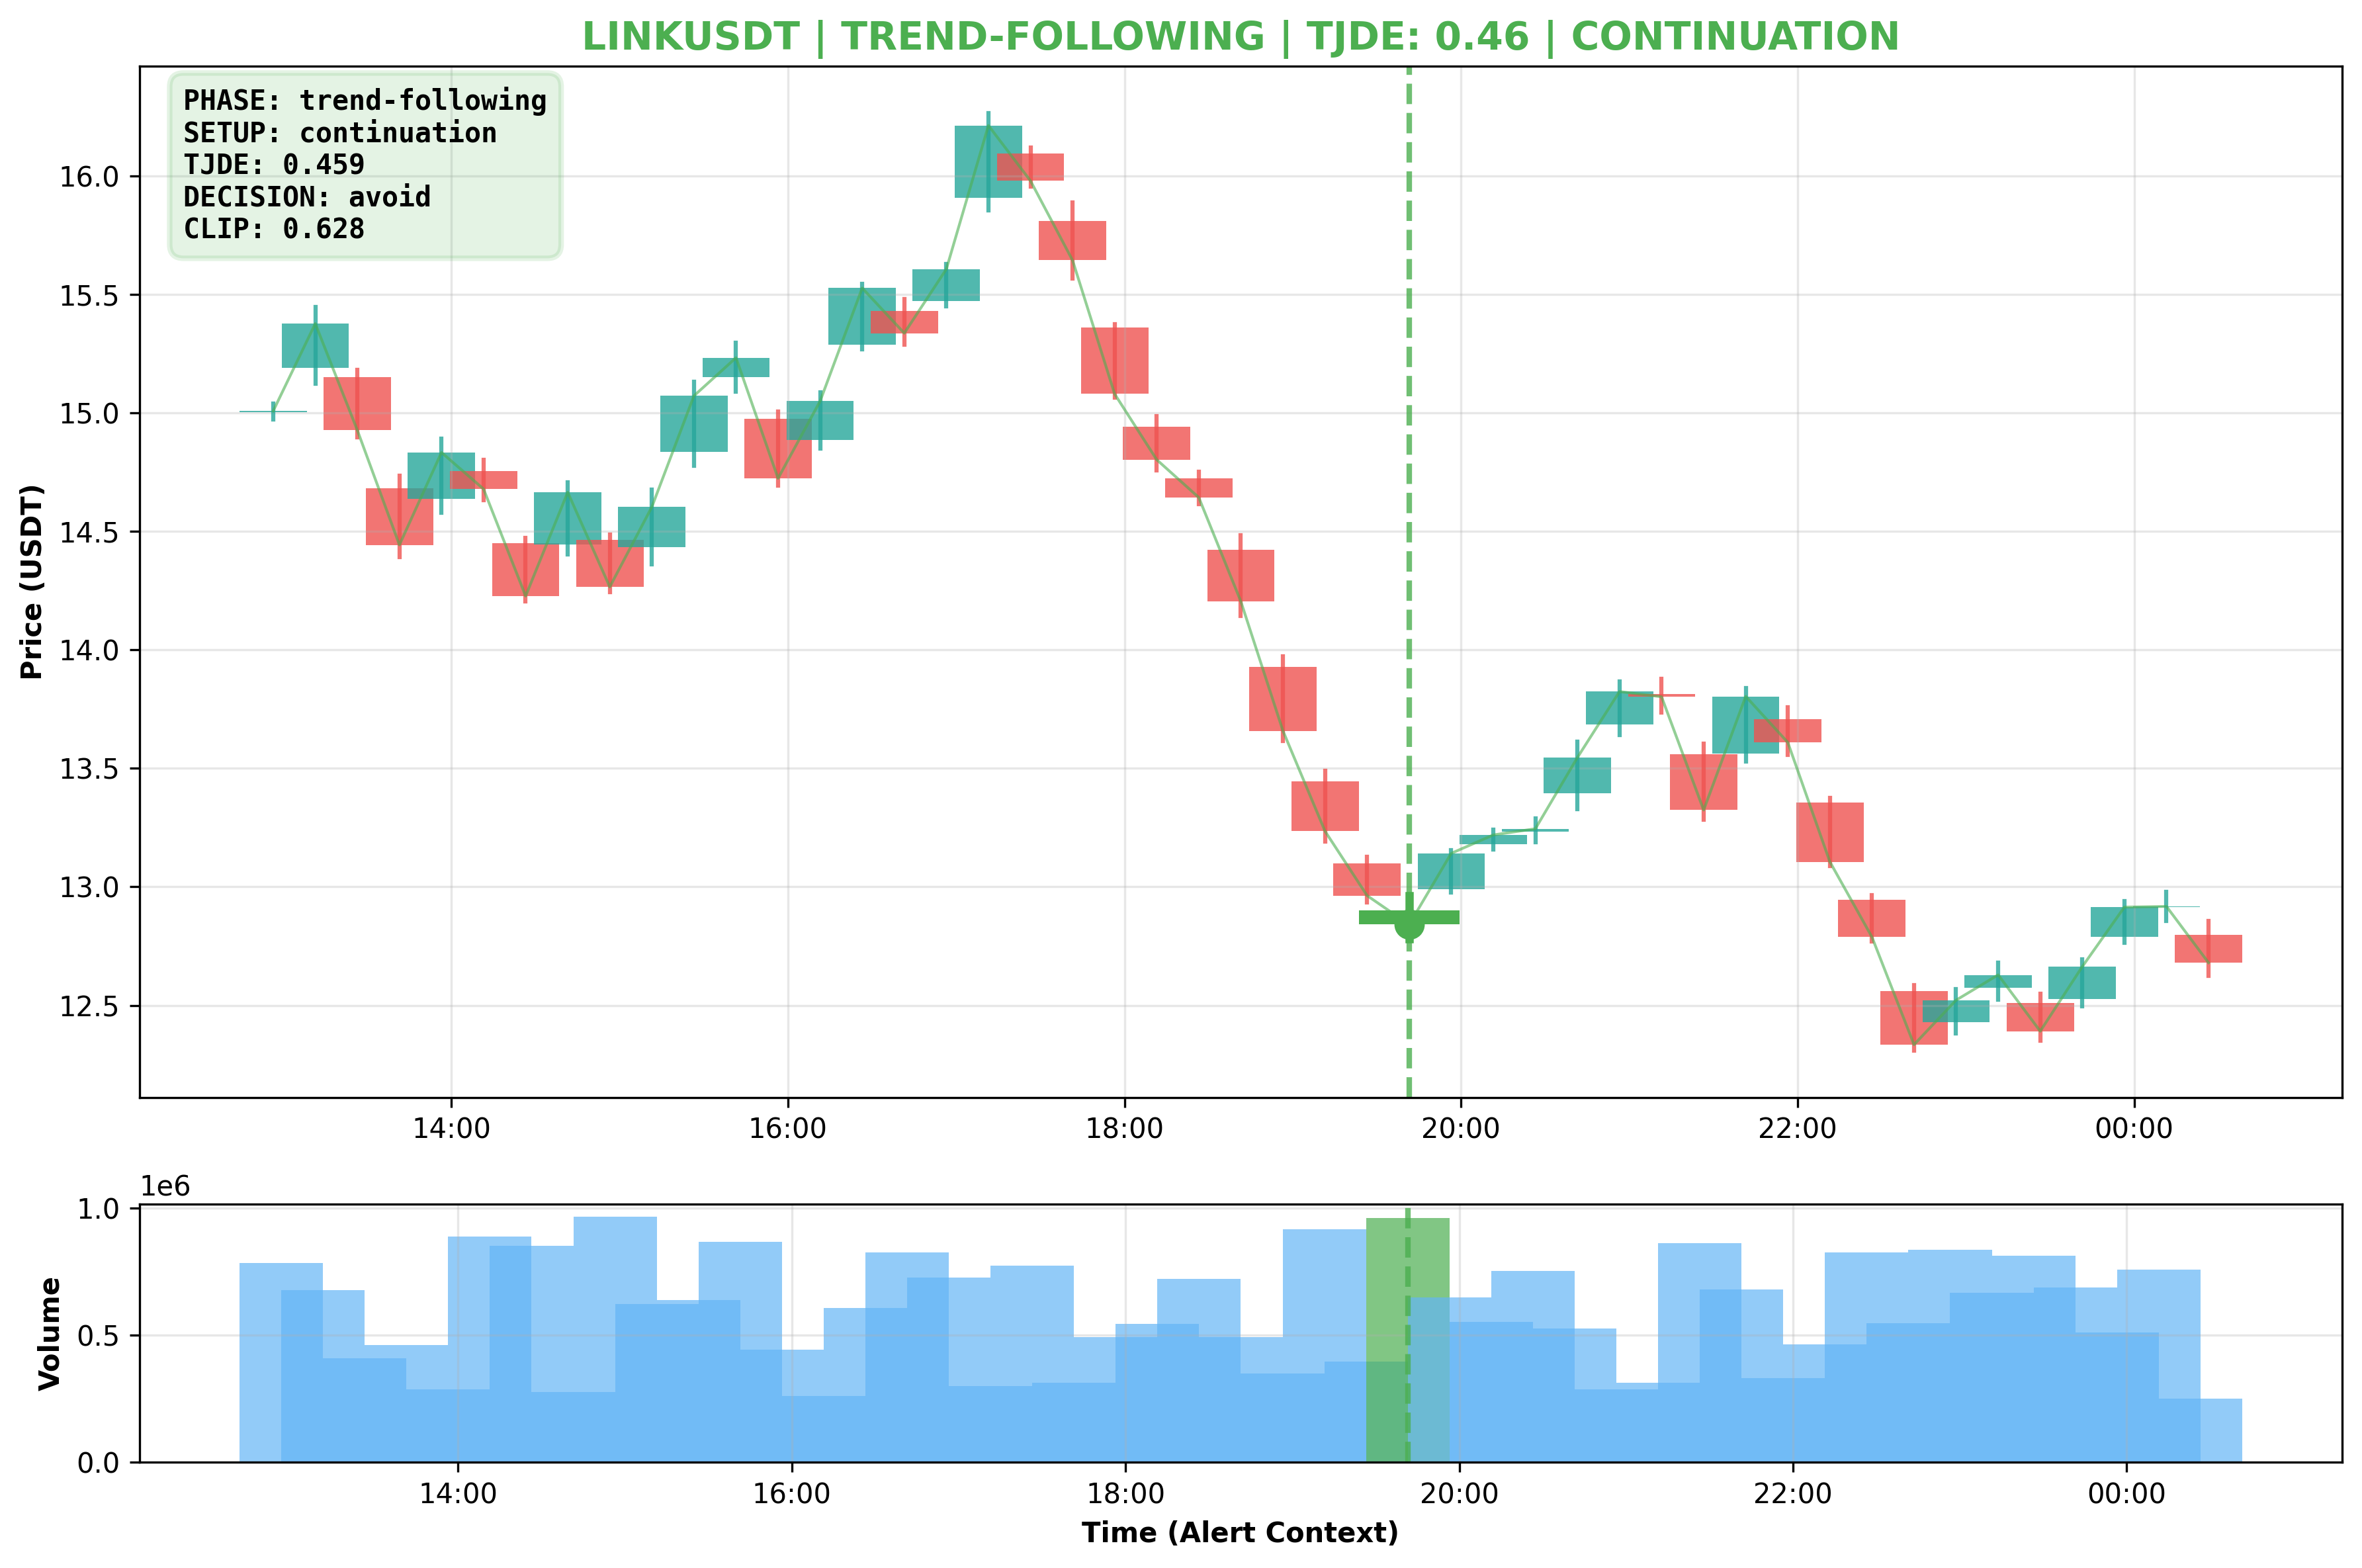 LINKUSDT | TREND-FOLLOWING | TJDE: 0.46 | CONTINUATION
PHASE: trend-following
SETUP: continuation
TJDE: 0.459
DECISION: avoid
CLIP: 0.628
Price (USDT)
16.0
15.5
15.0
14.5
14.0
13.5
13.0
12.5
14:00 16:00 18:00 20:00 22:00 00:00
1e6
Volume
1.0
0.5
0.0
14:00 16:00 18:00 20:00 22:00 00:00
Time (Alert Context)